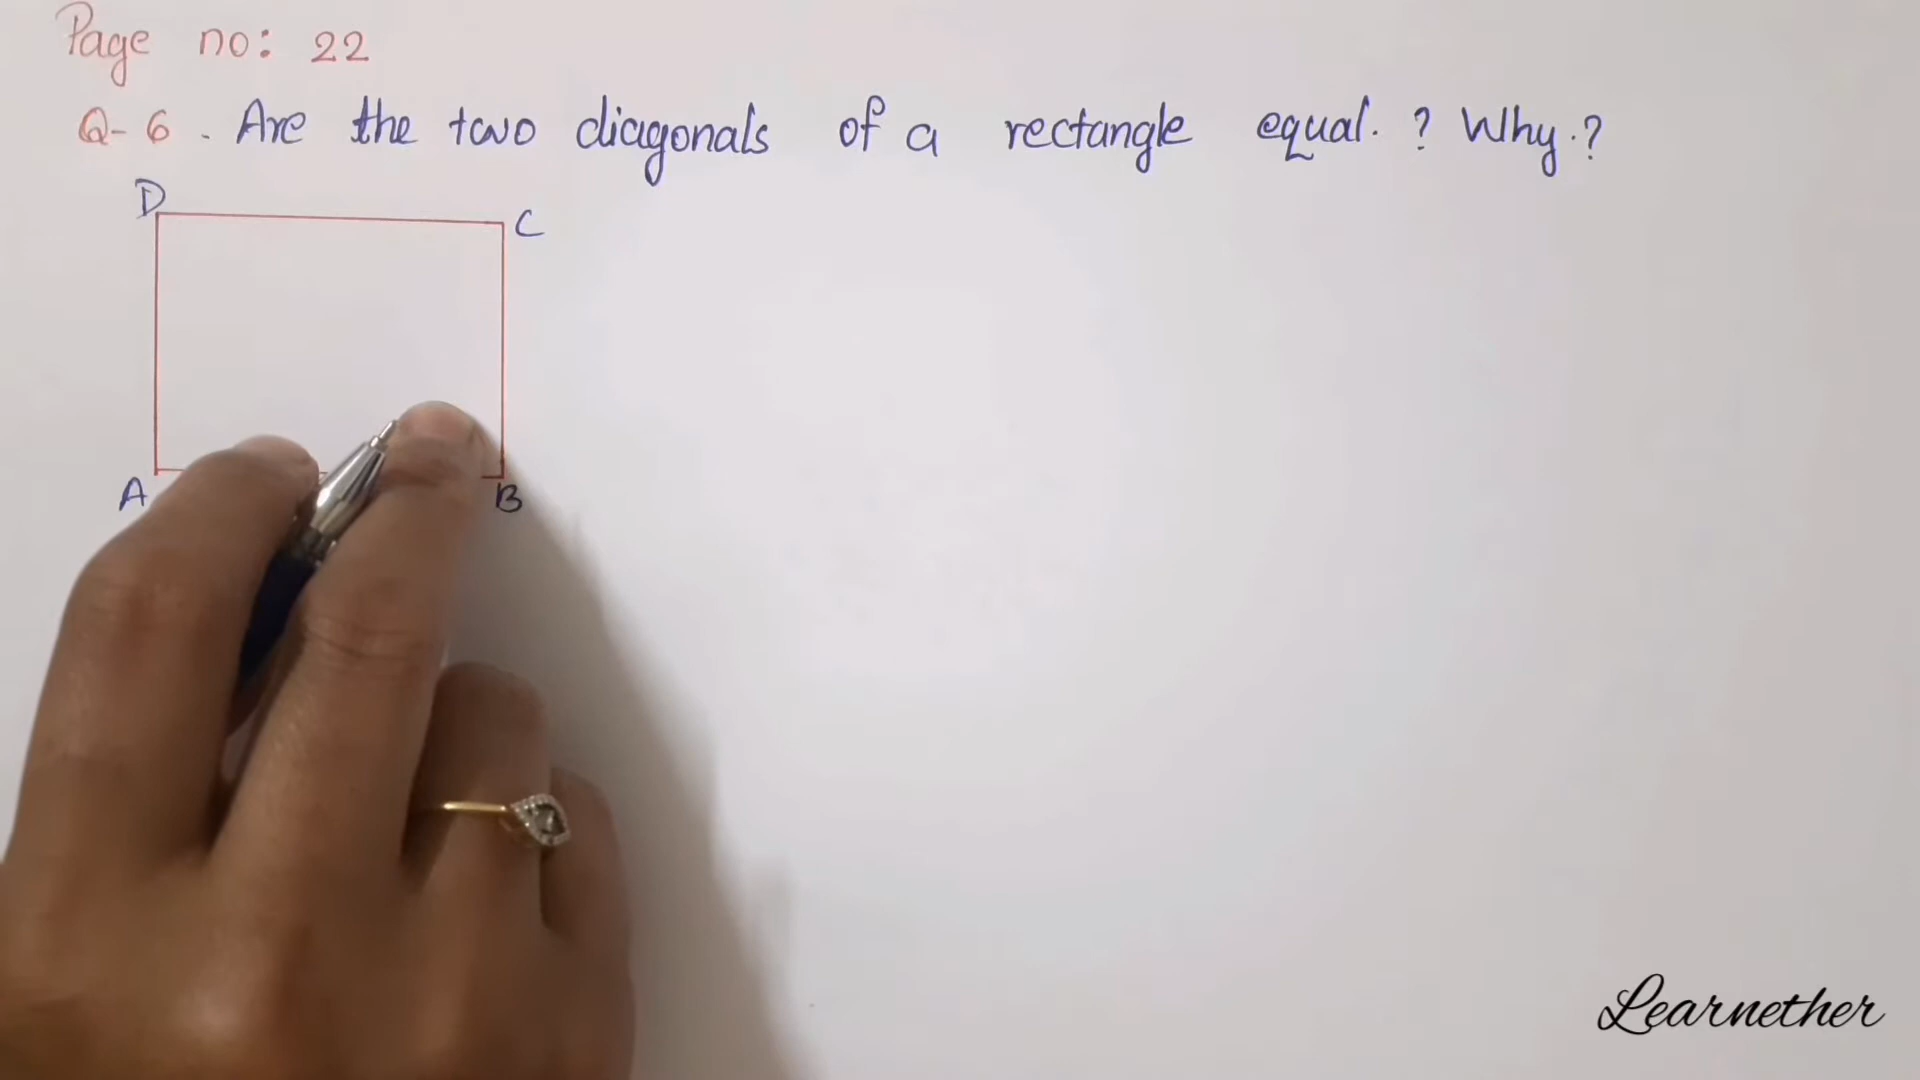 Page no: 22
Q-6. Are the two diagonals of a rectangle equal.? Why.?
D
C
A
B
Learnether